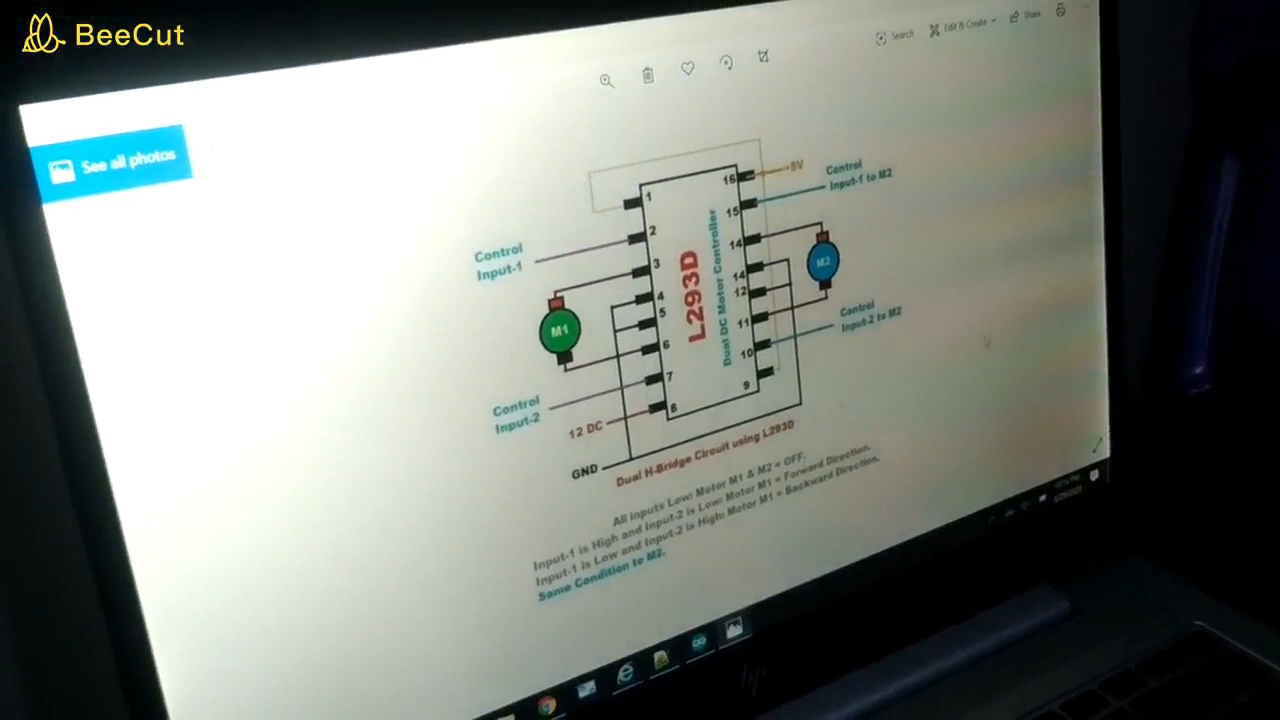 BeeCut
Search
Edit & Create
Share
See all photos
1
2
3
4
5
6
7
8
16
15
14
14
12
11
10
9
5V
Control
Input-1 to M2
Control
Input-1
M1
M2
L293D
Dual DC Motor Controller
Control
Input-2 to M2
Control
Input-2
12 DC
GND
Dual H-Bridge Circuit using L293D
All inputs Low: Motor M1 & M2 = OFF.
Input-1 is High and Input-2 is Low: Motor M1 = Forward Direction.
Input-1 is Low and Input-2 is High: Motor M1 = Backward Direction.
Same Condition to M2.
hp